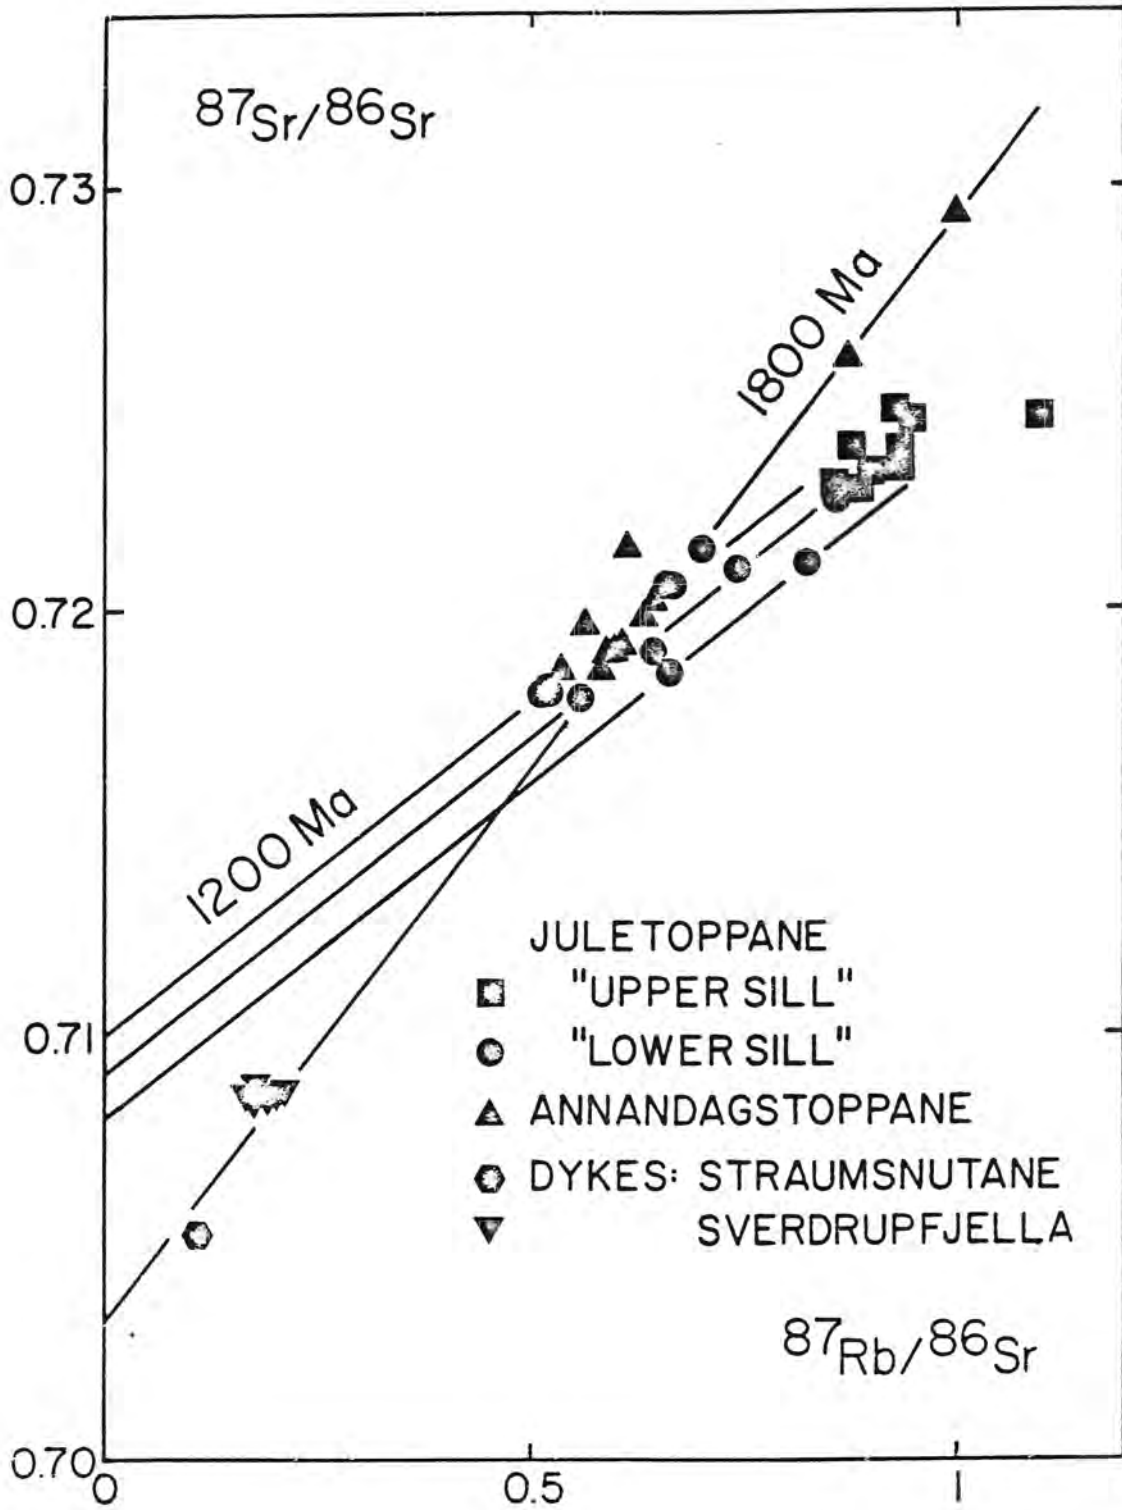 87Sr/86Sr
0.73
1800 Ma
0.72
1200 Ma
JULETOPPANE
"UPPER SILL"
0.71
"LOWER SILL"
ANNANDAGSTOPPANE
DYKES: STRAUMSNUTANE
SVERDRUPFJELLA
87Rb/86Sr
0.70
0
0.5
1